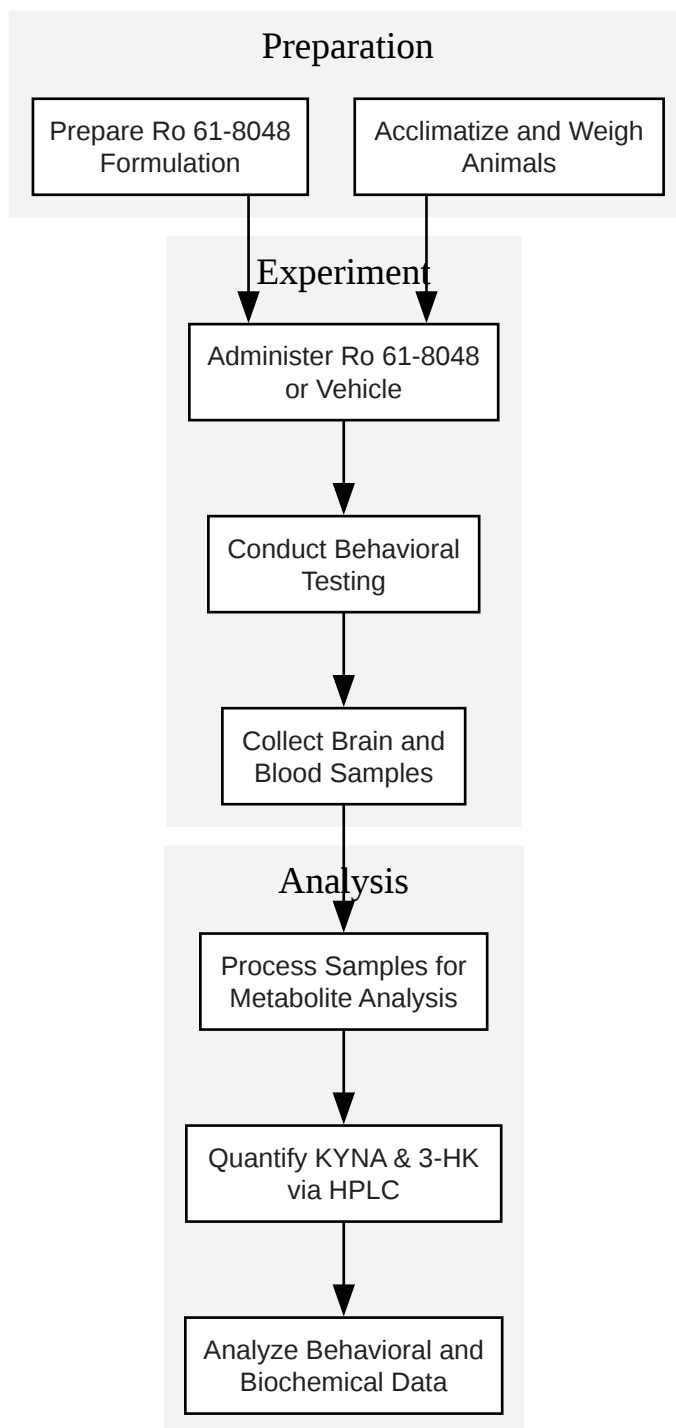 Preparation
Prepare Ro 61-8048
Formulation
Acclimatize and Weigh
Animals
Experiment
Administer Ro 61-8048
or Vehicle
Conduct Behavioral
Testing
Collect Brain and
Blood Samples
Analysis
Process Samples for
Metabolite Analysis
Quantify KYNA & 3-HK
via HPLC
Analyze Behavioral and
Biochemical Data